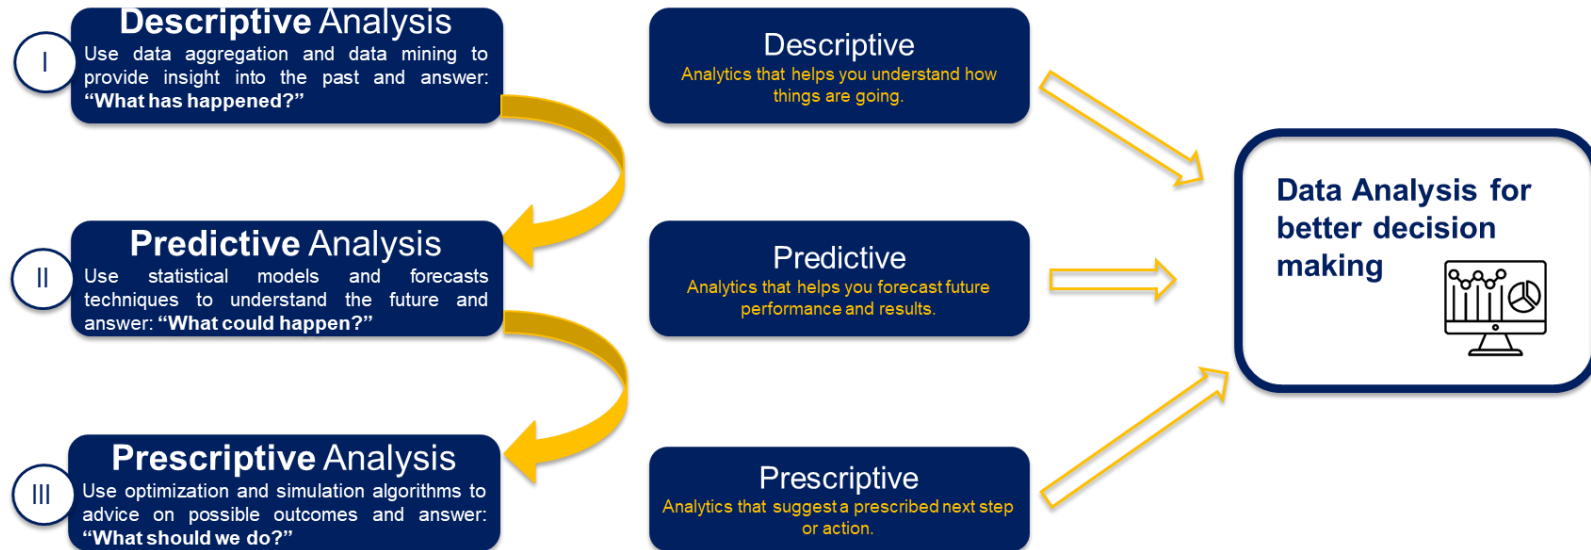 Descriptive Analysis
I
Use data aggregation and data mining to
provide insight into the past and answer:
“What has happened?”
Descriptive
Analytics that helps you understand how
things are going.
Predictive Analysis
II
Use statistical models and forecasts
techniques to understand the future and
answer: “What could happen?”
Predictive
Analytics that helps you forecast future
performance and results.
Prescriptive Analysis
III
Use optimization and simulation algorithms to
advice on possible outcomes and answer:
“What should we do?”
Prescriptive
Analytics that suggest a prescribed next step
or action.
Data Analysis for
better decision
making